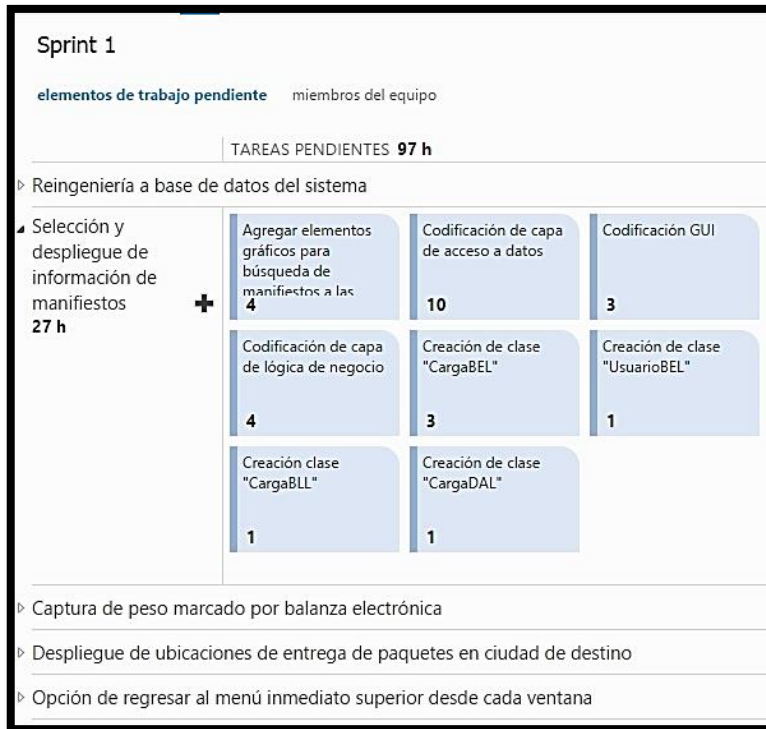 Sprint 1
elementos de trabajo pendiente miembros del equipo
TAREAS PENDIENTES 97 h
Reingeniería a base de datos del sistema
Selección y
despliegue de
información de
manifiestos
27 h
Agregar elementos
gráficos para
búsqueda de
manifiestos a las
4
Codificación de capa
de acceso a datos
10
Codificación GUI
3
Codificación de capa
de lógica de negocio
4
Creación de clase
"CargaBEL"
3
Creación de clase
"UsuarioBEL"
1
Creación clase
"CargaBLL"
1
Creación de clase
"CargaDAL"
1
Captura de peso marcado por balanza electrónica
Despliegue de ubicaciones de entrega de paquetes en ciudad de destino
Opción de regresar al menú inmediato superior desde cada ventana